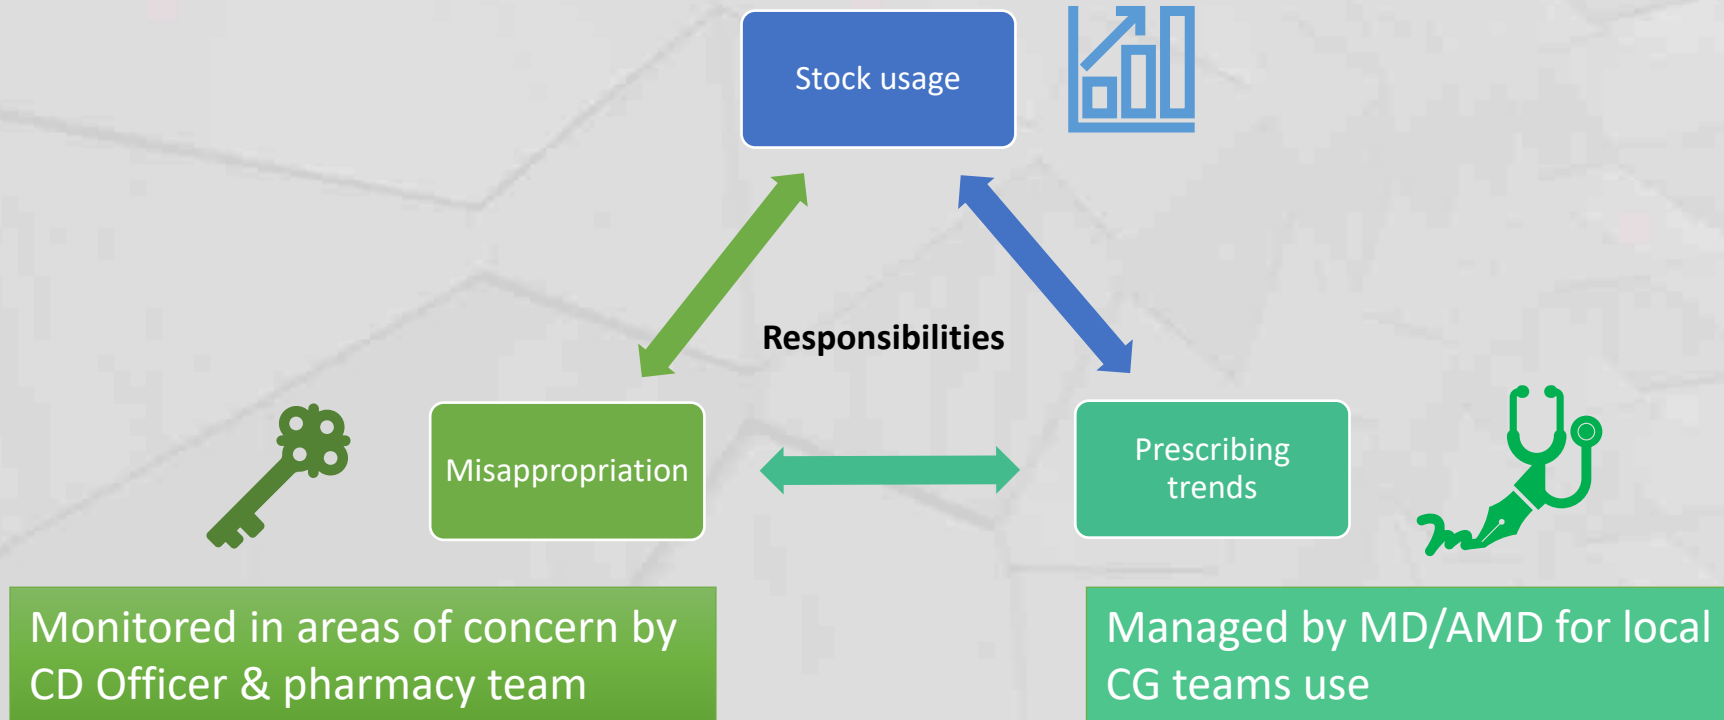 Stock usage
Responsibilities
Misappropriation
Prescribing
trends
Monitored in areas of concern by
CD Officer & pharmacy team
Managed by MD/AMD for local
CG teams use